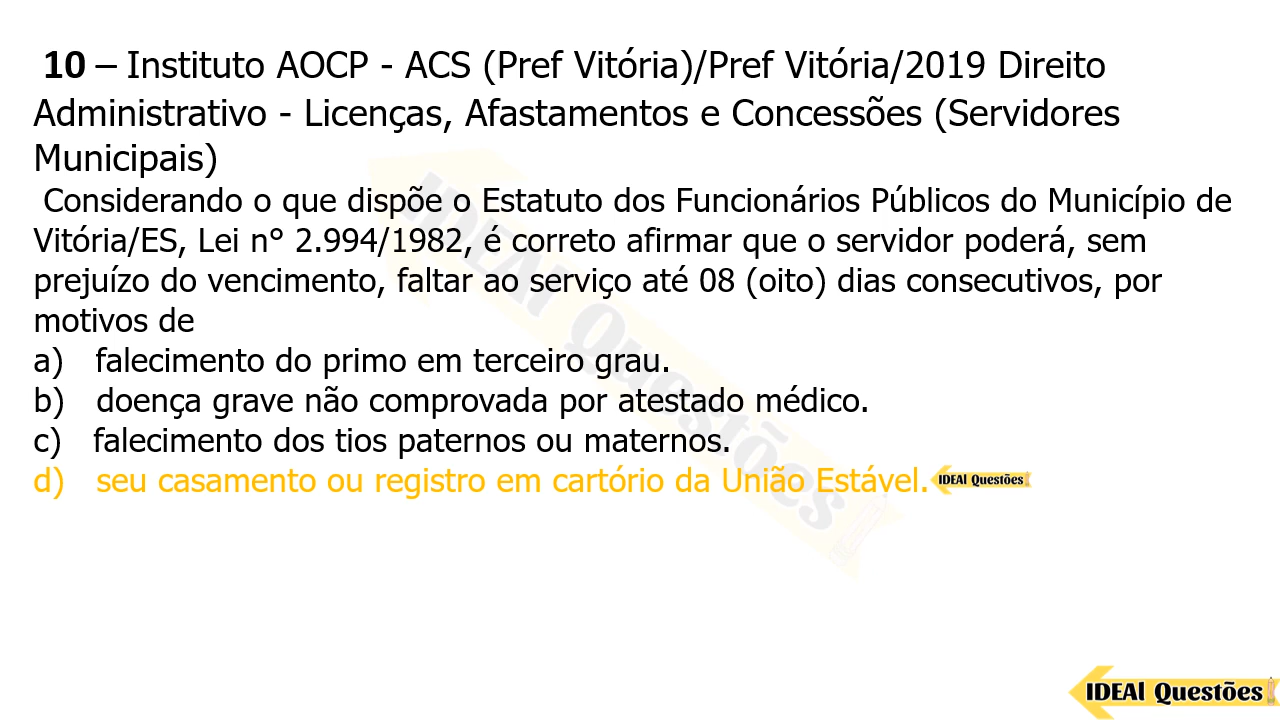 10 – Instituto AOCP - ACS (Pref Vitória)/Pref Vitória/2019 Direito
Administrativo - Licenças, Afastamentos e Concessões (Servidores
Municipais)
Considerando o que dispõe o Estatuto dos Funcionários Públicos do Município de
Vitória/ES, Lei n° 2.994/1982, é correto afirmar que o servidor poderá, sem
prejuízo do vencimento, faltar ao serviço até 08 (oito) dias consecutivos, por
motivos de
a) falecimento do primo em terceiro grau.
b) doença grave não comprovada por atestado médico.
c) falecimento dos tios paternos ou maternos.
d) seu casamento ou registro em cartório da União Estável. IDEAl Questões
IDEAl Questões
IDEAl Questões